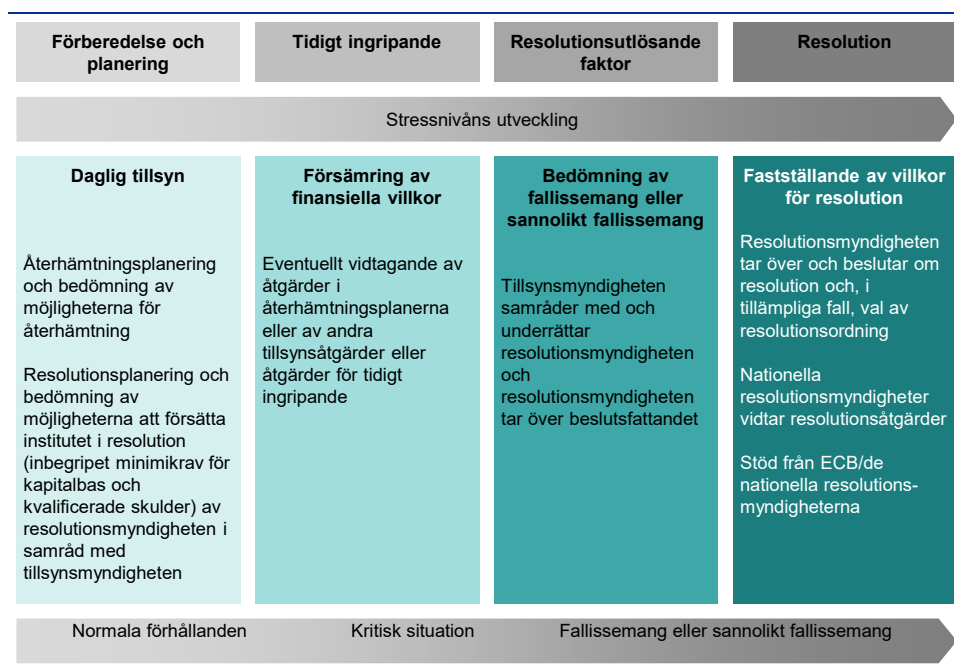 Förberedelse och
planering
Tidigt ingripande
Resolutionsutlösande
faktor
Resolution
Stressnivåns utveckling
Daglig tillsyn
Återhämtningsplanering
och bedömning av
möjligheterna för
återhämtning
Resolutionsplanering och
bedömning av
möjligheterna att försätta
institutet i resolution
(inbegripet minimikrav för
kapitalbas och
kvalificerade skulder) av
resolutionsmyndigheten i
samråd med
tillsynsmyndigheten
Försämring av
finansiella villkor
Eventuellt vidtagande av
åtgärder i
återhämtningsplanerna
eller av andra
tillsynsåtgärder eller
åtgärder för tidigt
ingripande
Bedömning av
fallissemang eller
sannolikt fallissemang
Tillsynsmyndigheten
samråder med och
underrättar
resolutionsmyndigheten
och
resolutionsmyndigheten
tar över beslutsfattandet
Fastställande av villkor
för resolution
Resolutionsmyndigheten
tar över och beslutar om
resolution och, i
tillämpliga fall, val av
resolutionsordning
Nationella
resolutionsmyndigheter
vidtar resolutionsåtgärder
Stöd från ECB/de
nationella resolutions-
myndigheterna
Normala förhållanden
Kritisk situation
Fallissemang eller sannolikt fallissemang